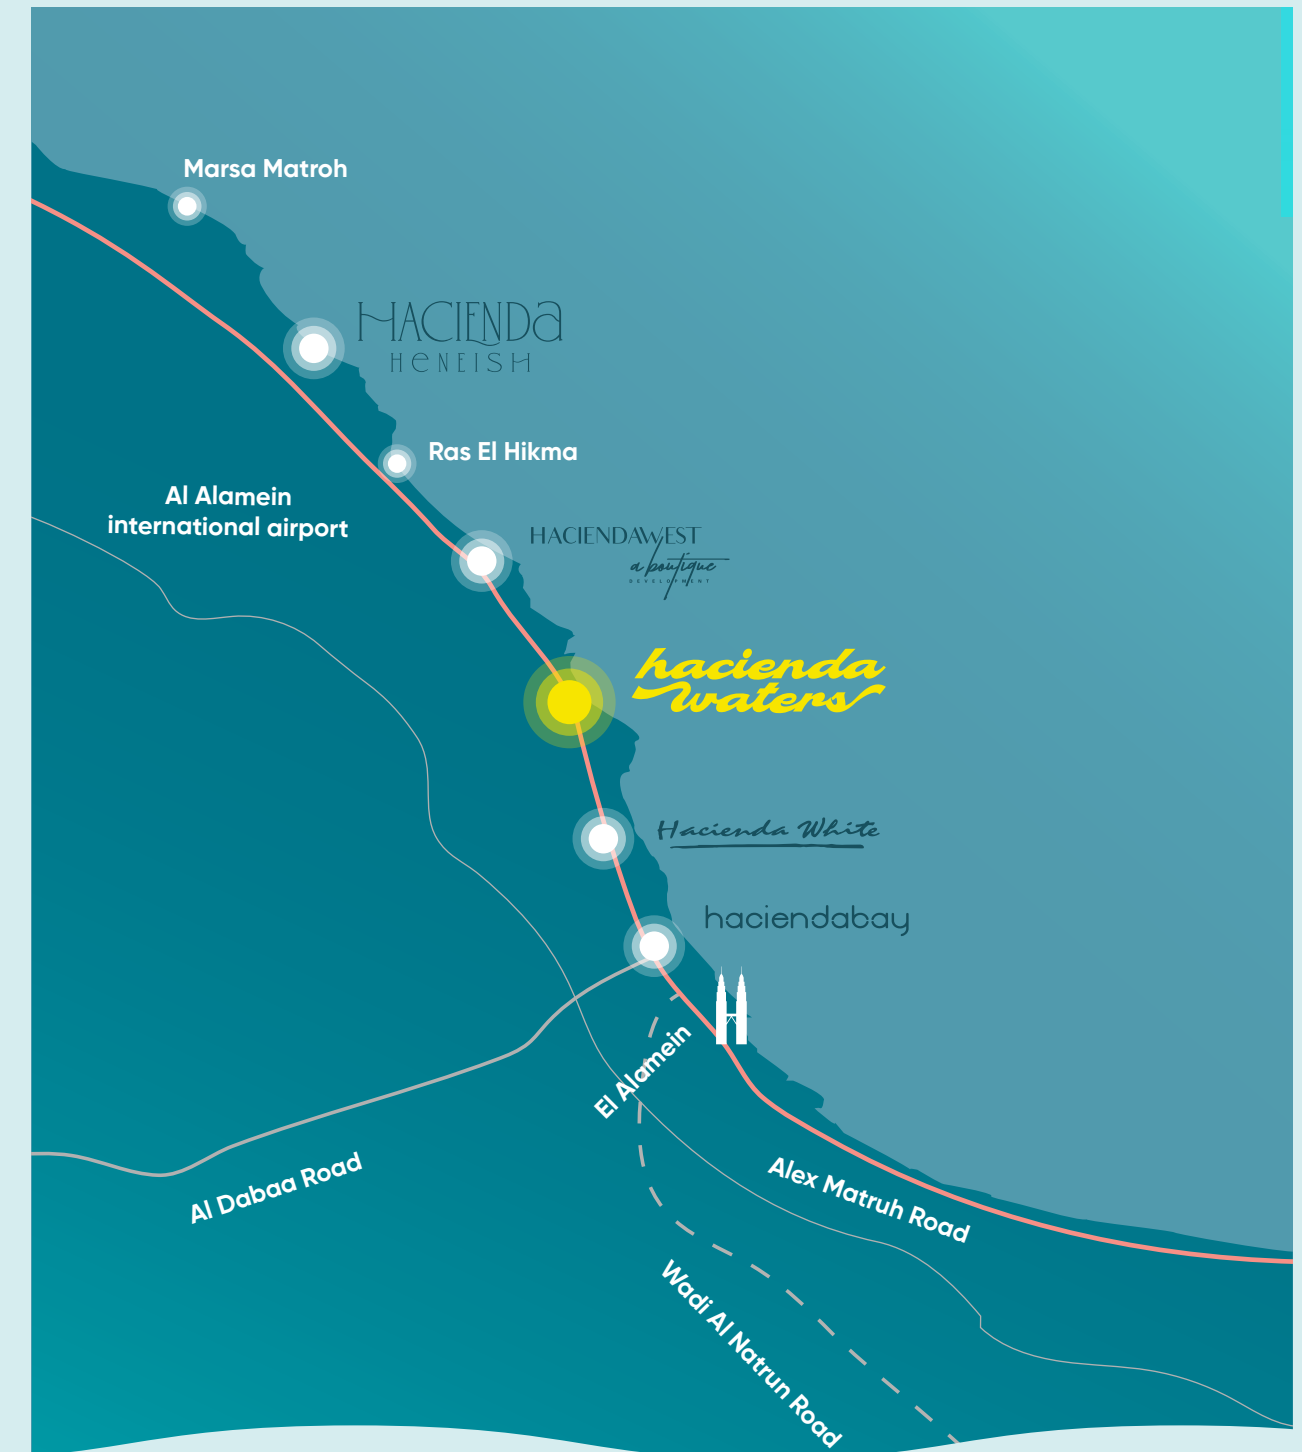 Marsa Matroh
HACIENDA
HENEISH
Ras El Hikma
Al Alamein
international airport
HACIENDAWEST
a boutique
DEVELOPMENT
hacienda
waters
Hacienda White
haciendabay
El Alamein
Al Dabaa Road
Alex Matruh Road
Wadi Al Natrun Road